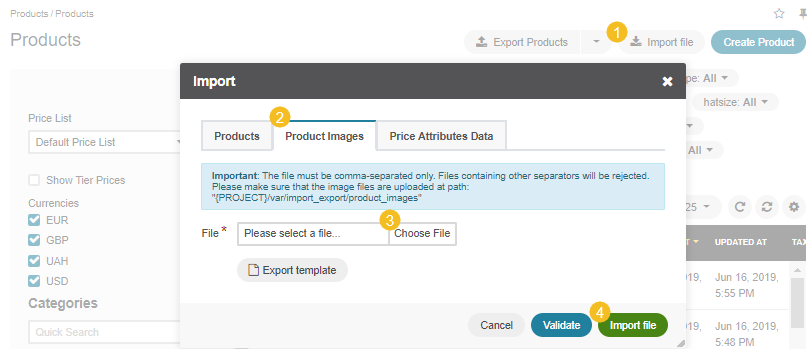 Products / Products
Products
1
Export Products
Import file
Create Product
Import
pe: All
hatsize: All
All
2
Products
Product Images
Price Attributes Data
Price List
Default Price List
Important: The file must be comma-separated only. Files containing other separators will be rejected.
Please make sure that the image files are uploaded at path:
"{PROJECT}/var/import_export/product_images"
Show Tier Prices
Currencies
EUR
GBP
UAH
USD
25
3
File *
Please select a file...
Choose File
T
UPDATED AT
TAX
Export template
2019,
Jun 16, 2019,
5:55 PM
Categories
Quick Search
4
Cancel
Validate
Import file
2019,
Jun 16, 2019,
5:48 PM